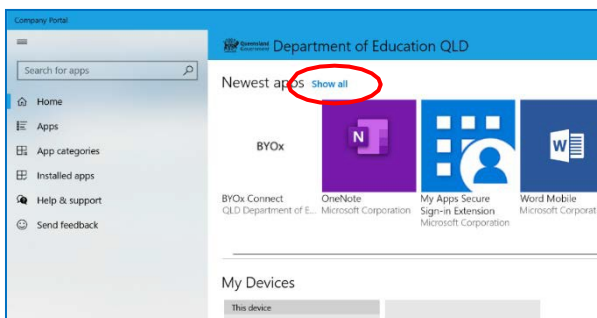 Company Portal
Queensland
Government
Department of Education QLD
Search for apps
Home
Apps
App categories
Installed apps
Help & support
Send feedback
Newest apps Show all
BYOx
N
W
BYOx Connect
QLD Department of E...
OneNote
Microsoft Corporation
My Apps Secure
Sign-in Extension
Microsoft Corporation
Word Mobile
Microsoft Corporat
My Devices
This device